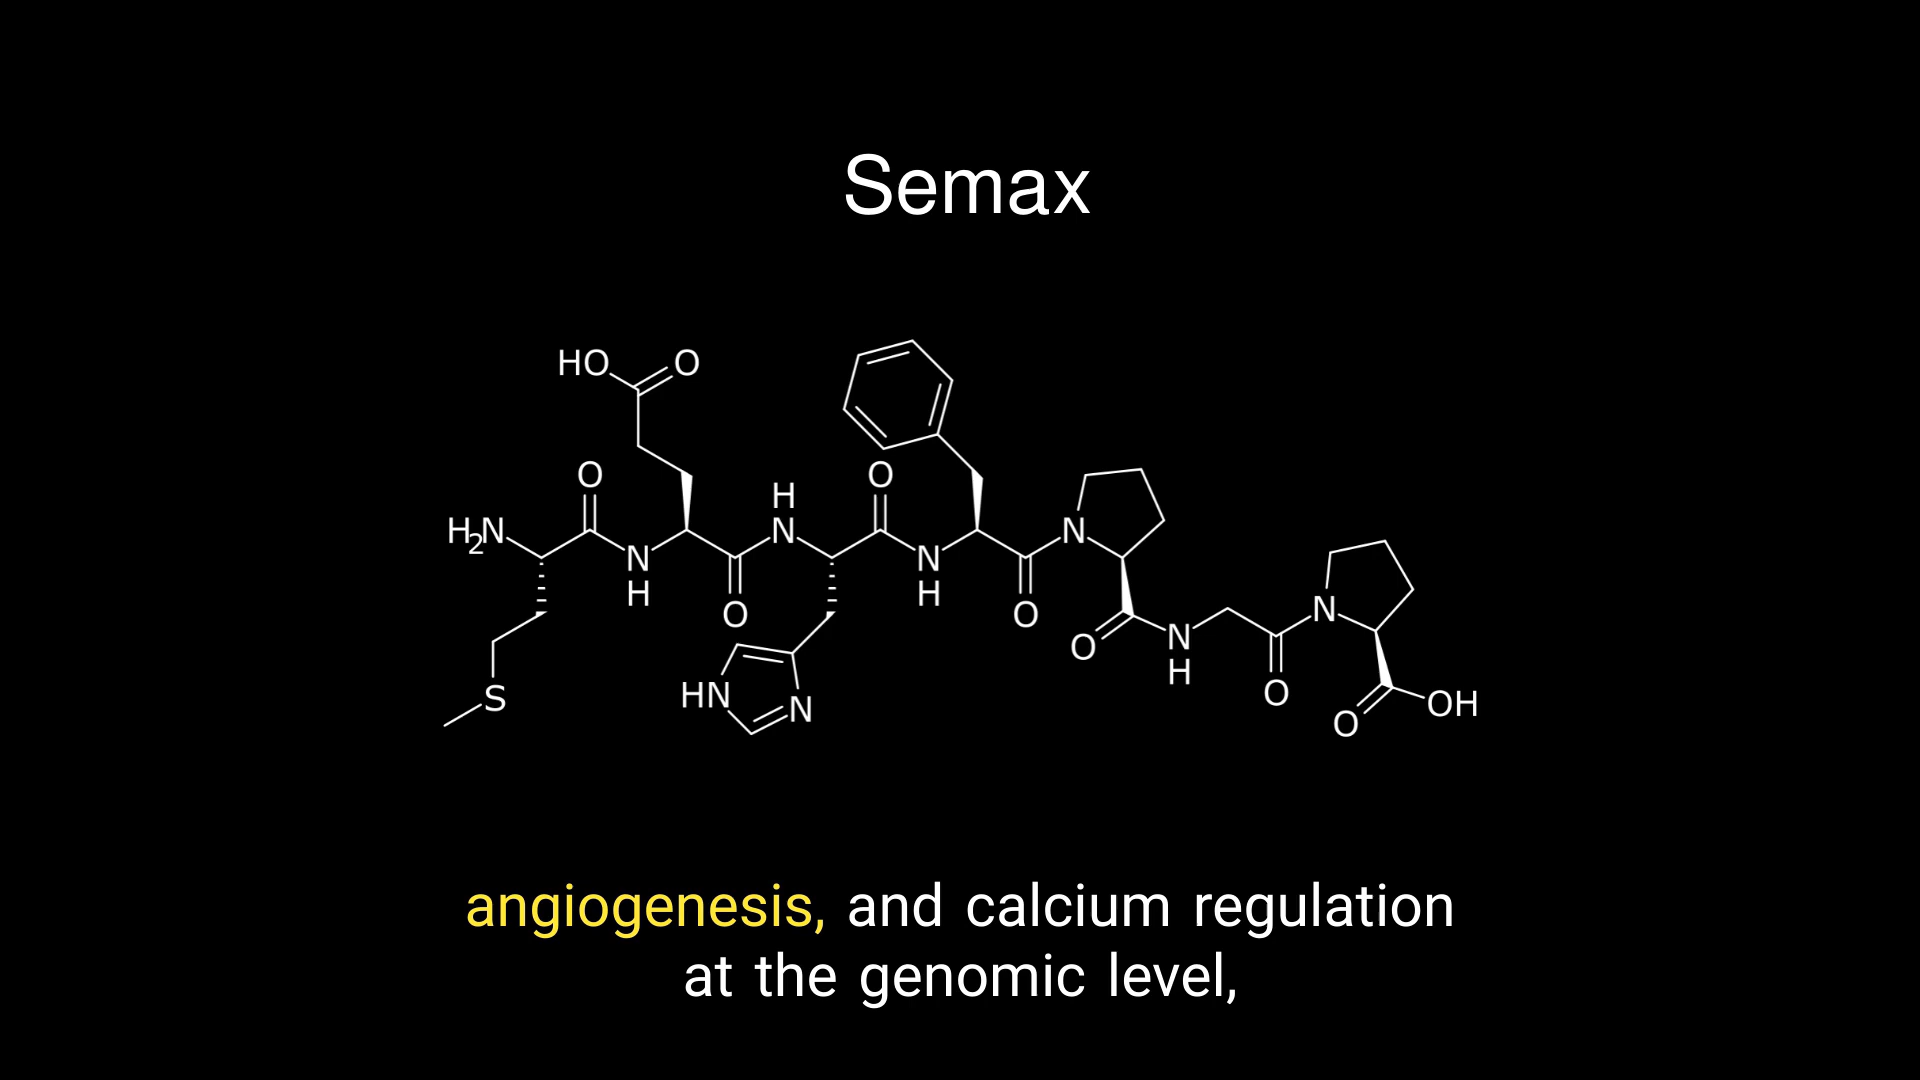 Semax
HO O
O H O
H2N N N N N
H O H O
HN N O N N
S H O O OH
angiogenesis, and calcium regulation
at the genomic level,